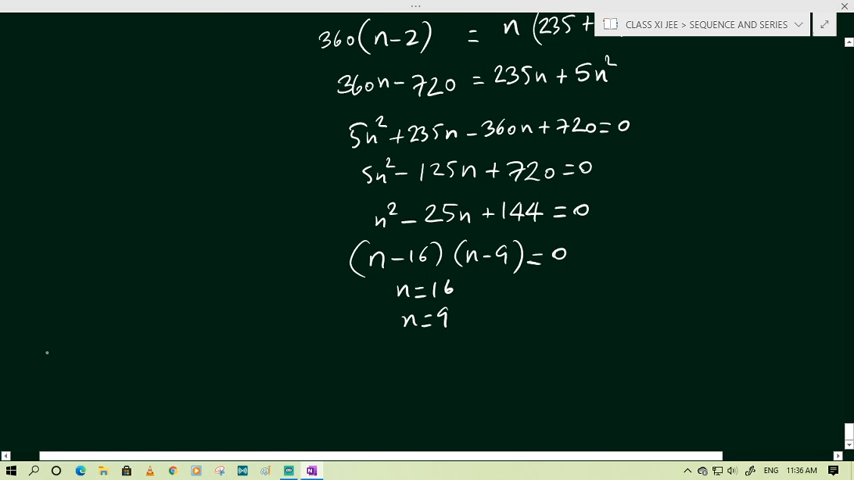 CLASS XI JEE > SEQUENCE AND SERIES
360(n-2) = n(235+
360n-720 = 235n+5n²
5n²+235n-360n+720=0
5n²-125n+720=0
n²-25n+144=0
(n-16)(n-9)=0
n=16
n=9
ENG 11:36 AM